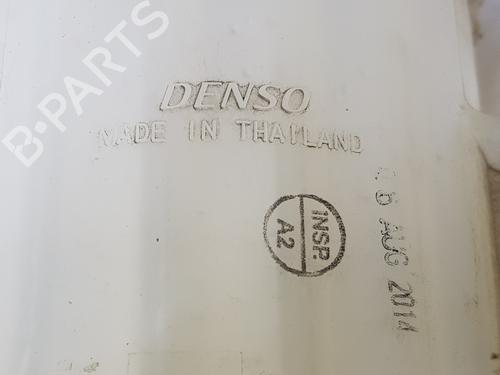 B-PARTS
DENSO
MADE IN THAILAND
INSP.
A2
AUG 2014